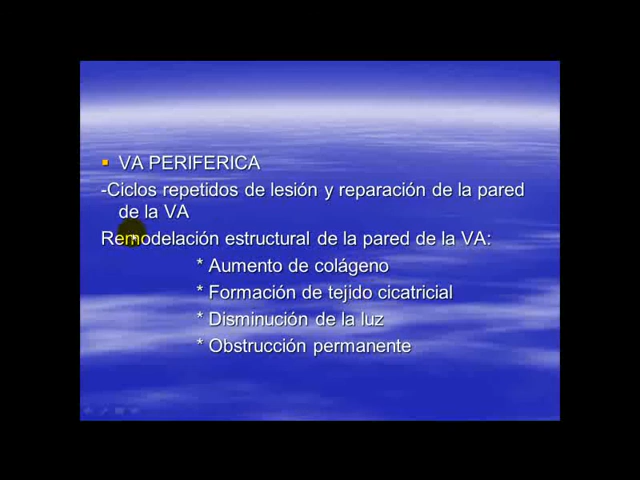 VA PERIFERICA
-Ciclos repetidos de lesión y reparación de la pared
de la VA
Remodelación estructural de la pared de la VA:
* Aumento de colágeno
* Formación de tejido cicatricial
* Disminución de la luz
* Obstrucción permanente